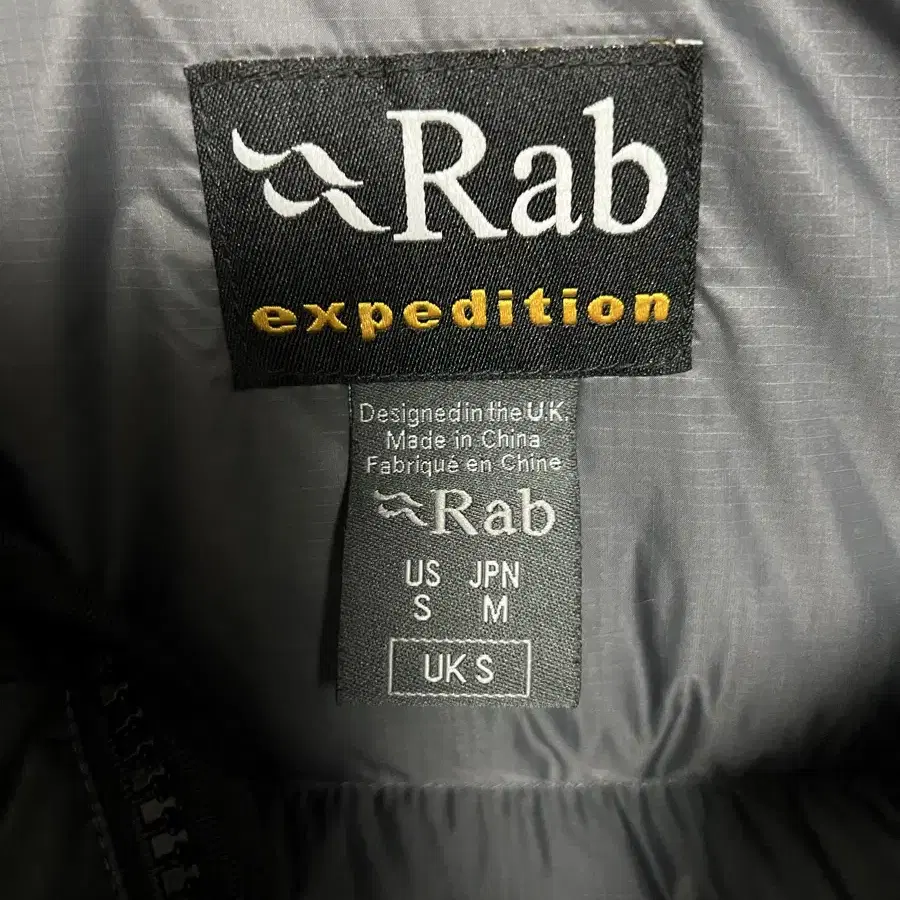 Rab
expedition
Designed in the U.K.
Made in China
Fabriqué en Chine
Rab
US JPN
S M
UK S